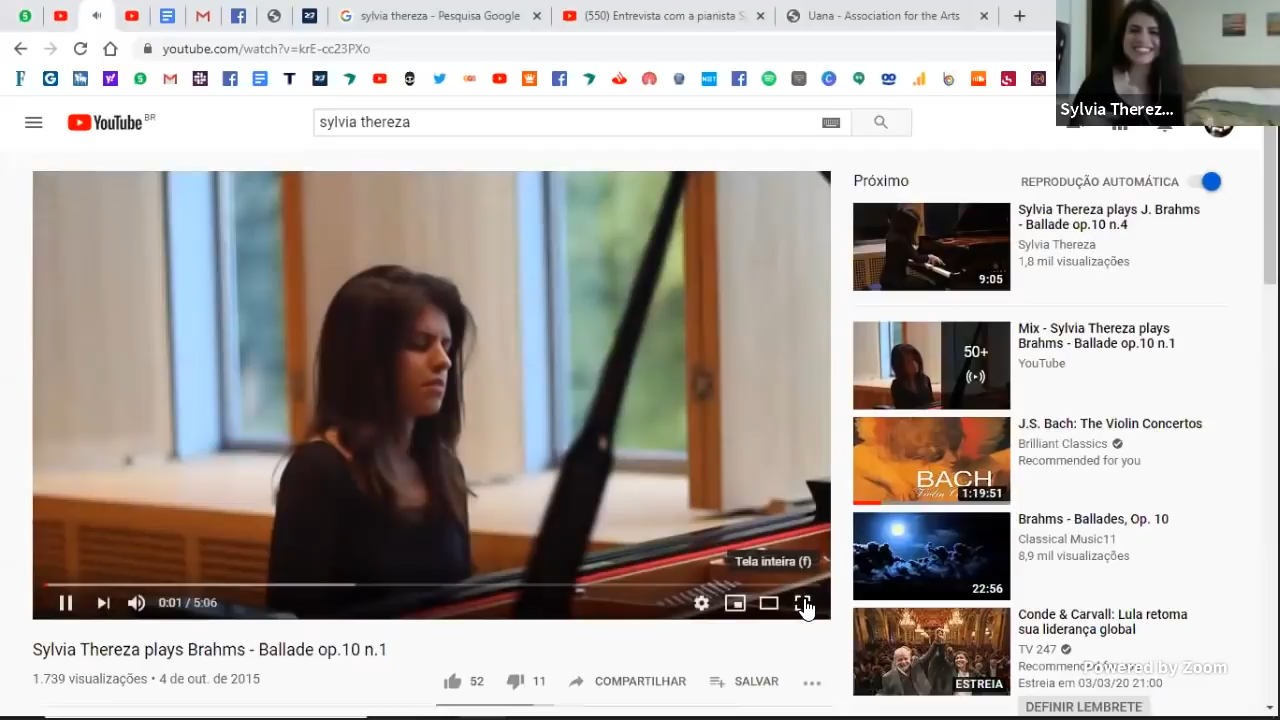 sylvia thereza - Pesquisa Google
(550) Entrevista com a pianista S
Uana - Association for the Arts
youtube.com/watch?v=krE-cc23PXo
Sylvia Therez...
YouTube BR
sylvia thereza
Próximo
REPRODUÇÃO AUTOMÁTICA
Sylvia Thereza plays J. Brahms
- Ballade op.10 n.4
Sylvia Thereza
1,8 mil visualizações
9:05
Mix - Sylvia Thereza plays
Brahms - Ballade op.10 n.1
YouTube
50+
J.S. Bach: The Violin Concertos
Brilliant Classics
Recommended for you
BACH
1:19:51
Brahms - Ballades, Op. 10
Classical Music11
8,9 mil visualizações
22:56
Conde & Carvall: Lula retoma
sua liderança global
TV 247
Powered by Zoom
Estreia em 03/03/20 21:00
ESTREIA
DEFINIR LEMBRETE
Tela inteira (f)
0:01 / 5:06
Sylvia Thereza plays Brahms - Ballade op.10 n.1
1.739 visualizações • 4 de out. de 2015
52
11
COMPARTILHAR
SALVAR